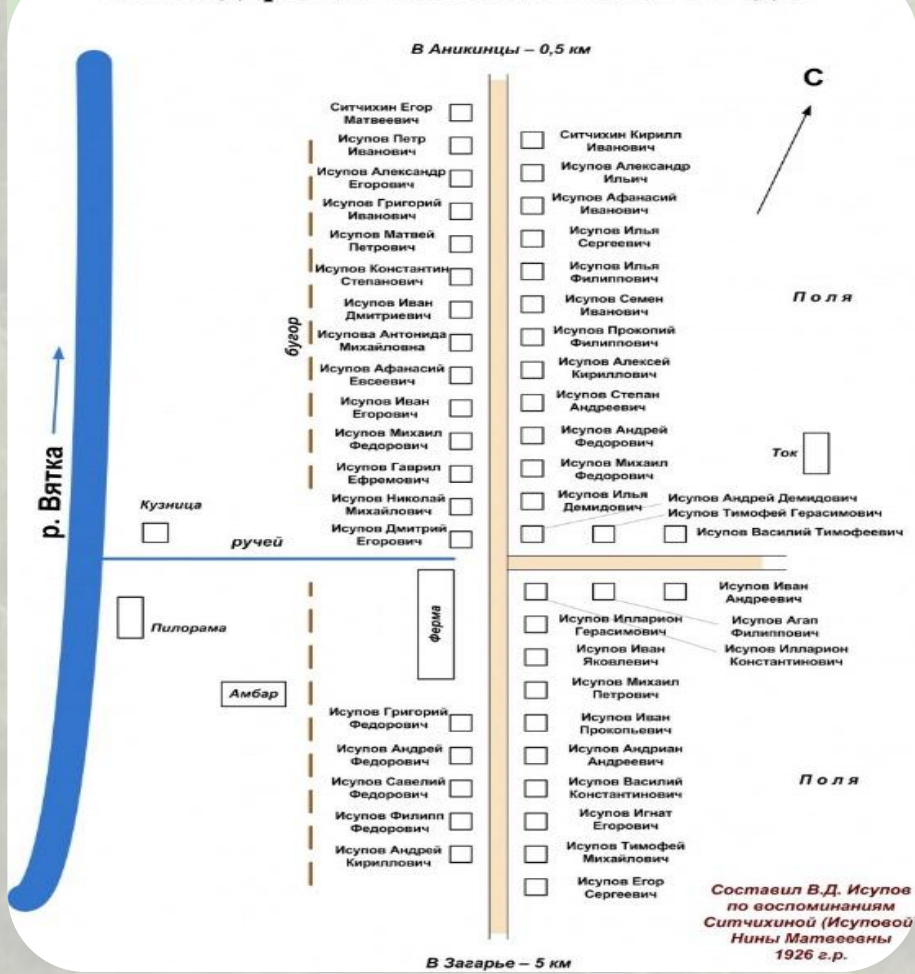 В Аникинцы – 0,5 км
С
Ситчихин Егор
Матвеевич
Исупов Петр
Иванович
Исупов Александр
Егорович
Исупов Григорий
Иванович
Исупов Матвей
Петрович
Исупов Константин
Степанович
Исупов Иван
Дмитриевич
Исупова Антонида
Михайловна
Исупов Афанасий
Евсеевич
Исупов Иван
Егорович
Исупов Михаил
Федорович
Исупов Гаврил
Ефремович
Исупов Николай
Михайлович
Исупов Дмитрий
Егорович
бугор
Ситчихин Кирилл
Иванович
Исупов Александр
Ильич
Исупов Афанасий
Иванович
Исупов Илья
Сергеевич
Исупов Илья
Филиппович
Исупов Семен
Иванович
Исупов Прокопий
Филиппович
Исупов Алексей
Кириллович
Исупов Степан
Андреевич
Исупов Андрей
Федорович
Исупов Михаил
Федорович
Исупов Илья
Демидович
Исупов Андрей Демидович
Исупов Тимофей Герасимович
Исупов Василий Тимофеевич
Поля
Ток
р. Вятка
Кузница
ручей
Пилорама
Амбар
Ферма
Исупов Григорий
Федорович
Исупов Андрей
Федорович
Исупов Савелий
Федорович
Исупов Филипп
Федорович
Исупов Андрей
Кириллович
Исупов Иван
Андреевич
Исупов Агап
Филиппович
Исупов Илларион
Константинович
Исупов Илларион
Герасимович
Исупов Иван
Яковлевич
Исупов Михаил
Петрович
Исупов Иван
Прокопьевич
Исупов Андриан
Андреевич
Исупов Василий
Константинович
Исупов Игнат
Егорович
Исупов Тимофей
Михайлович
Исупов Егор
Сергеевич
Поля
Составил В.Д. Исупов
по воспоминаниям
Ситчихиной (Исуповой)
Нины Матвеевны
1926 г.р.
В Загарье – 5 км